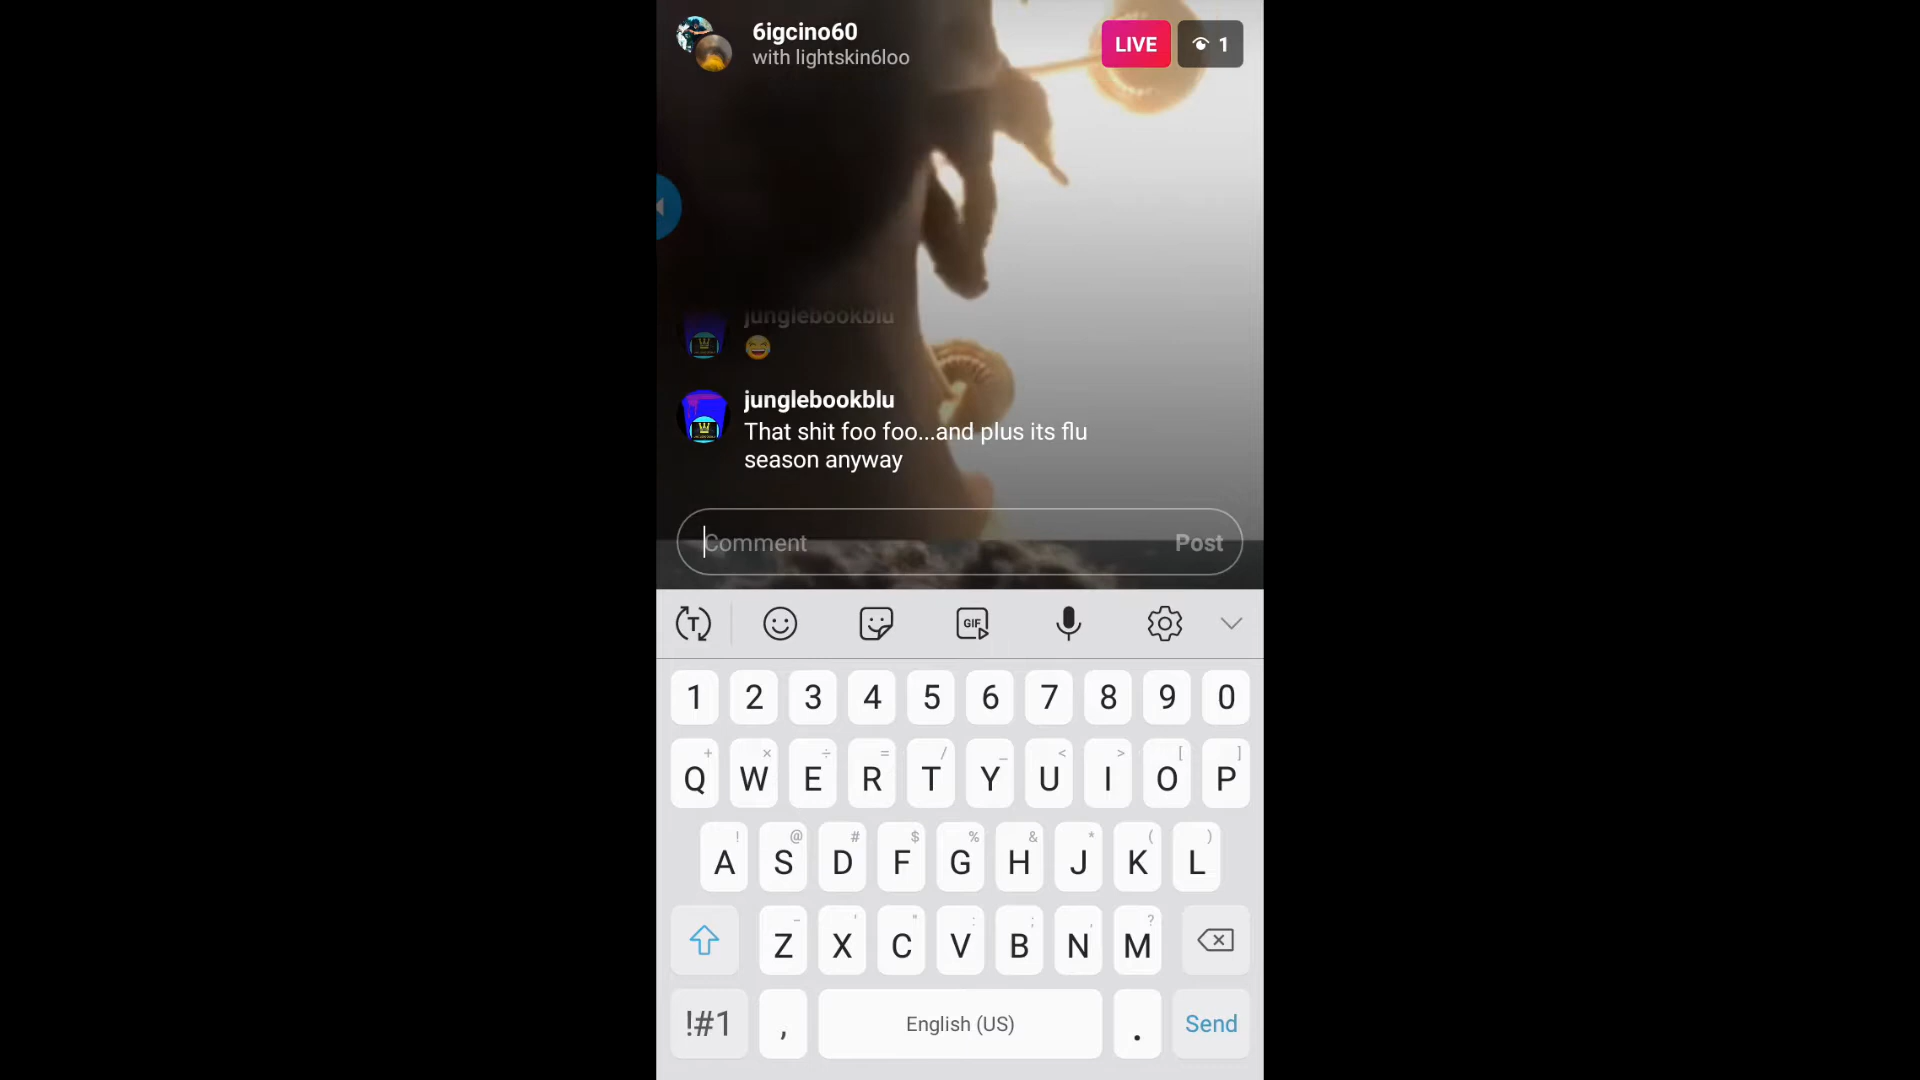 6igcino60
with lightskin6loo
LIVE
1
junglebookblu
😆
junglebookblu
That shit foo foo...and plus its flu
season anyway
Comment
Post
T
GIF
1 2 3 4 5 6 7 8 9 0
+ × ÷ = / _ < > [ ]
Q W E R T Y U I O P
! @ # $ % & * ( )
A S D F G H J K L
- ' " : ; , ?
Z X C V B N M
!#1 , English (US) . Send